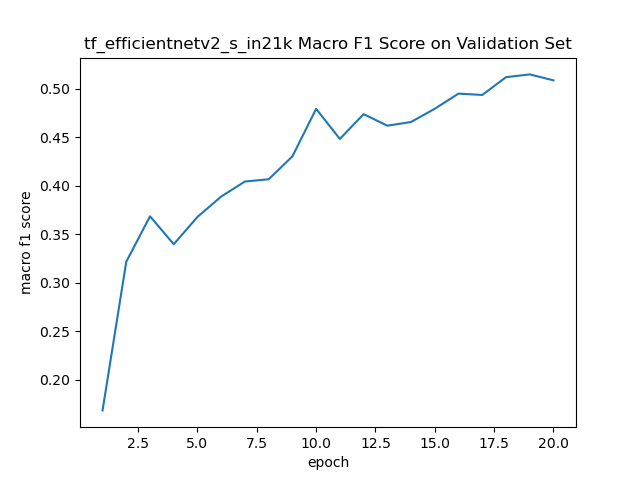 tf_efficientnetv2_s_in21k Macro F1 Score on Validation Set
macro f1 score
0.50
0.45
0.40
0.35
0.30
0.25
0.20
2.5 5.0 7.5 10.0 12.5 15.0 17.5 20.0
epoch